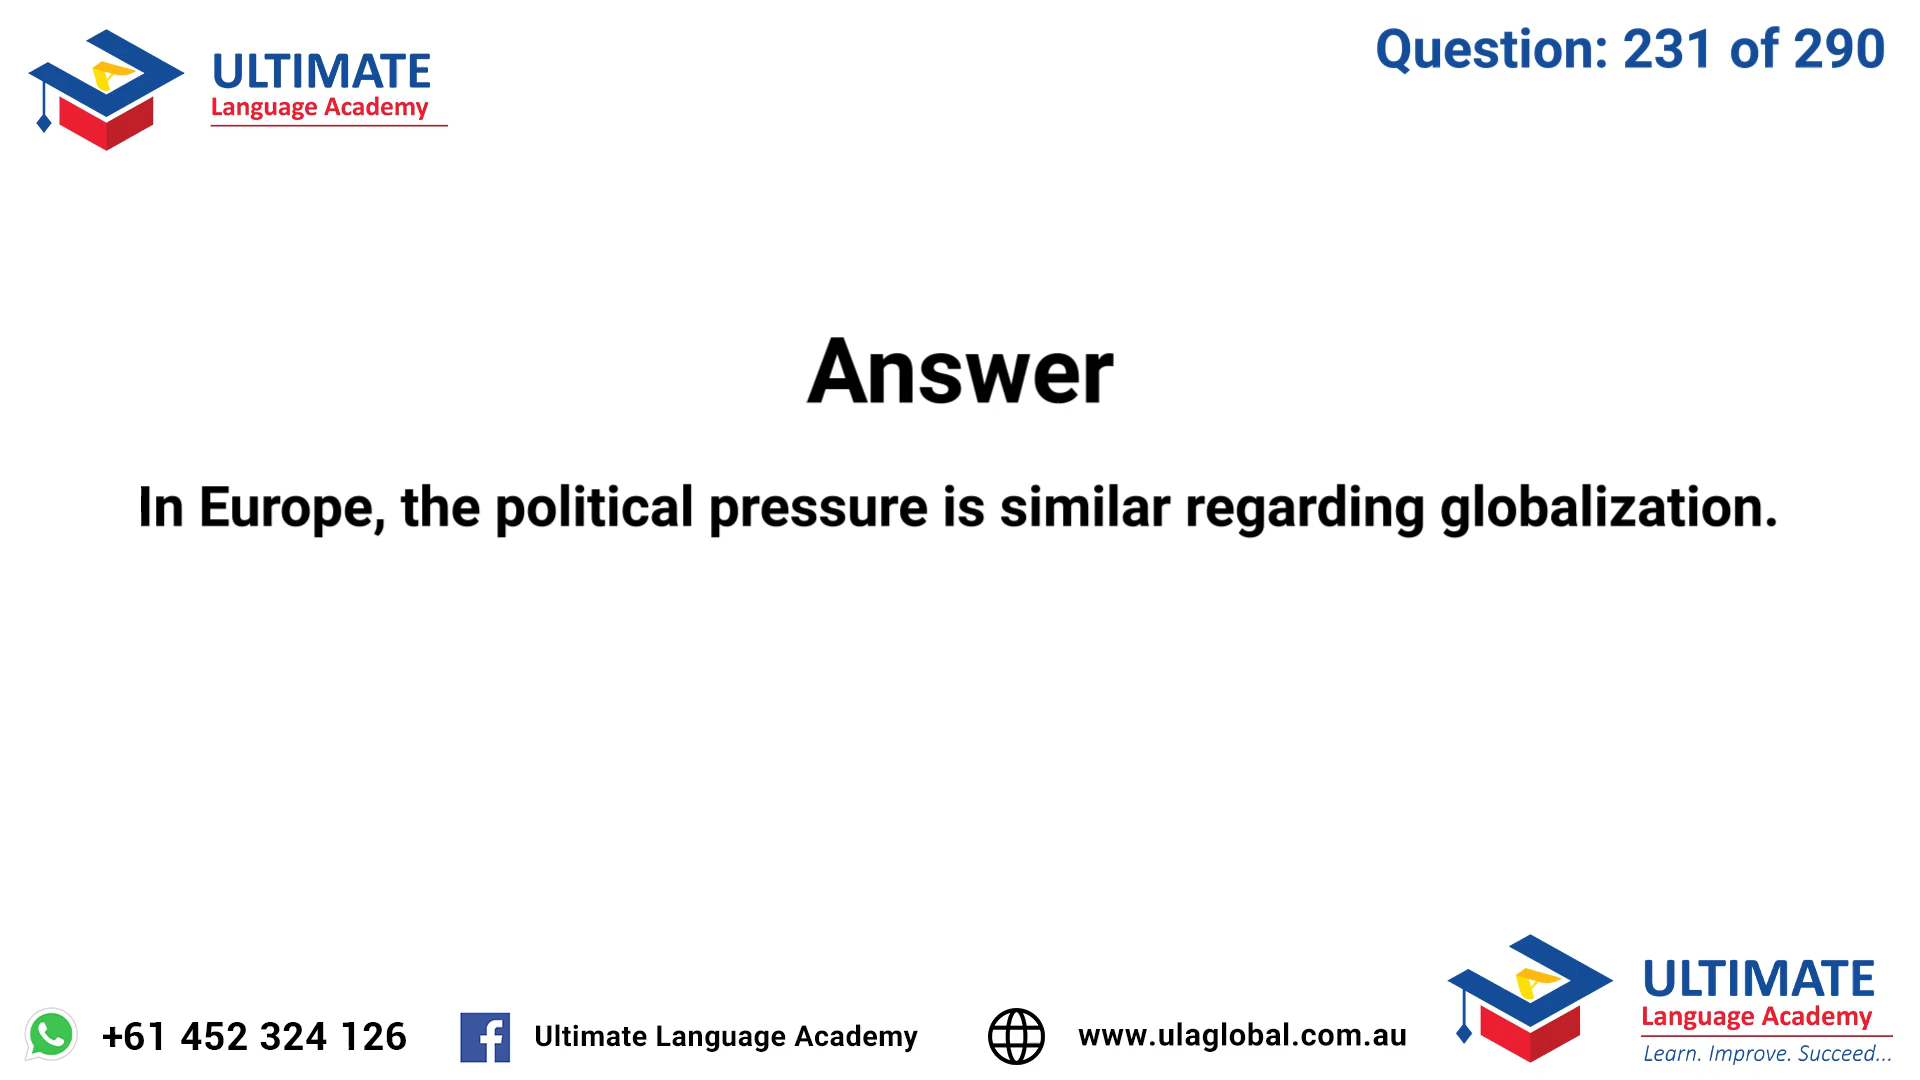 ULTIMATE
Language Academy
Question: 231 of 290
Answer
In Europe, the political pressure is similar regarding globalization.
+61 452 324 126
Ultimate Language Academy
www.ulaglobal.com.au
ULTIMATE
Language Academy
Learn. Improve. Succeed...